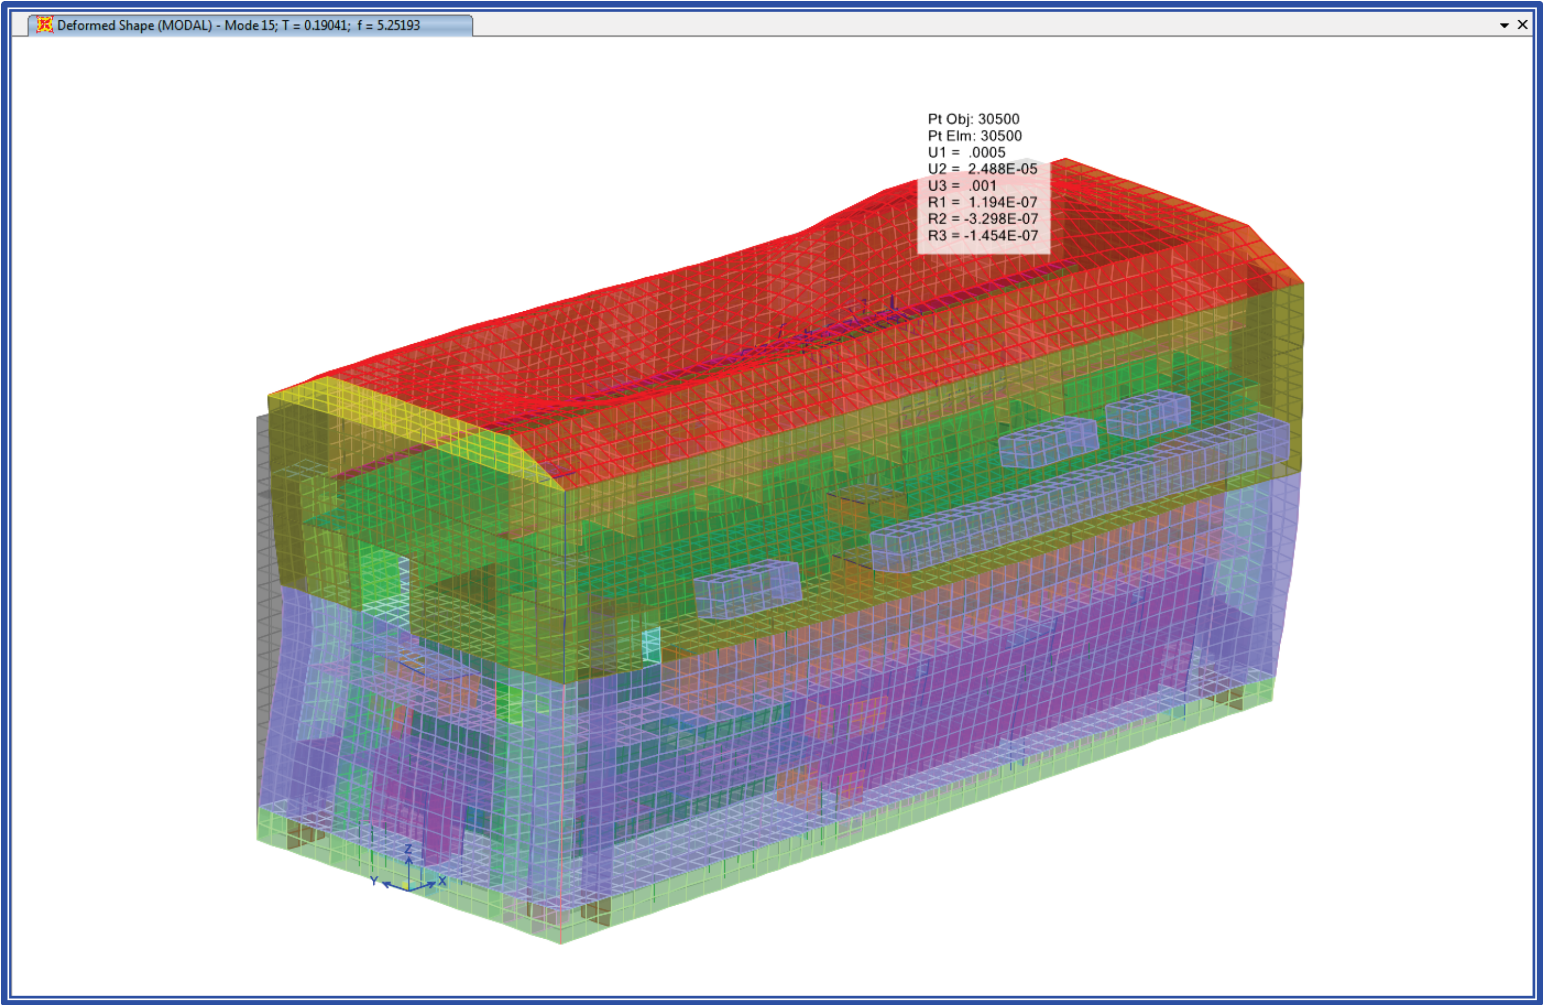 Deformed Shape (MODAL) - Mode 15; T = 0.19041; f = 5.25193
Pt Obj: 30500
Pt Elm: 30500
U1 = .0005
U2 = 2.488E-05
U3 = .001
R1 = 1.194E-07
R2 = -3.298E-07
R3 = -1.454E-07
Z
Y
X